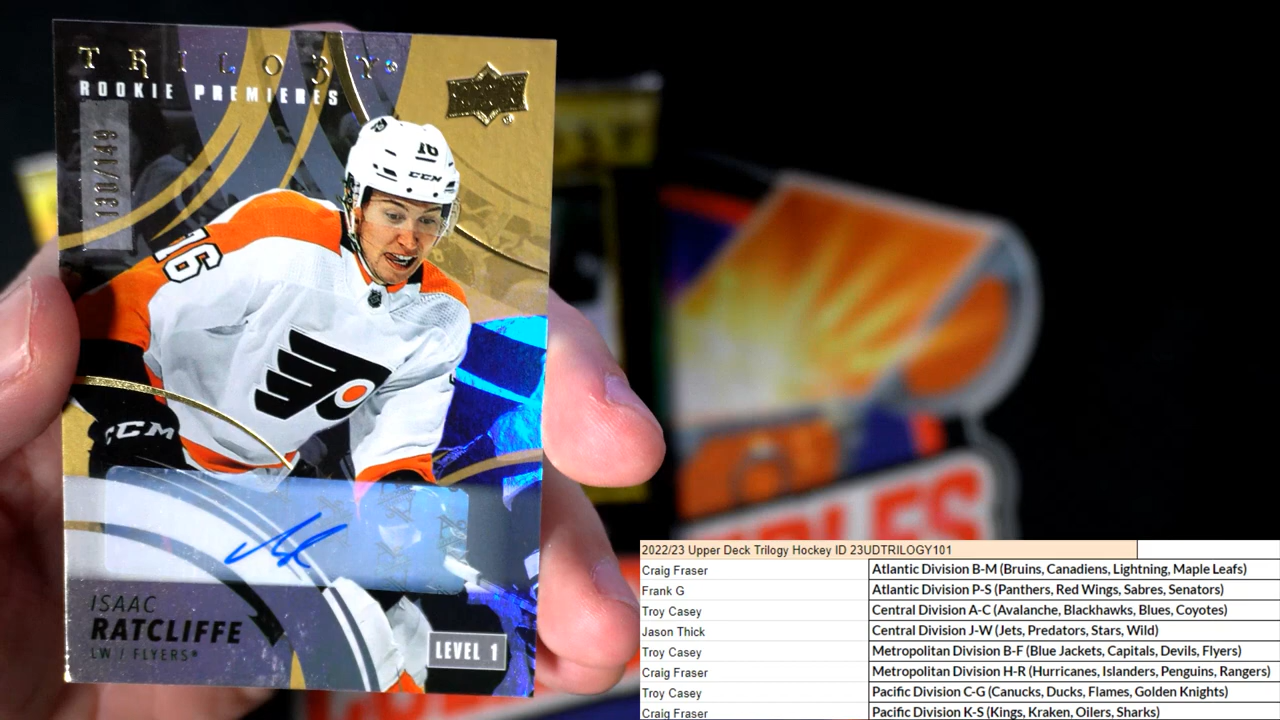 TRILOGY
ROOKIE PREMIERES
130/149
16
CCM
76
CCM
ISAAC
RATCLIFFE
LW / FLYERS®
LEVEL 1
2022/23 Upper Deck Trilogy Hockey ID 23UDTRILOGY101
Craig Fraser Atlantic Division B-M (Bruins, Canadiens, Lightning, Maple Leafs)
Frank G Atlantic Division P-S (Panthers, Red Wings, Sabres, Senators)
Troy Casey Central Division A-C (Avalanche, Blackhawks, Blues, Coyotes)
Jason Thick Central Division J-W (Jets, Predators, Stars, Wild)
Troy Casey Metropolitan Division B-F (Blue Jackets, Capitals, Devils, Flyers)
Craig Fraser Metropolitan Division H-R (Hurricanes, Islanders, Penguins, Rangers)
Troy Casey Pacific Division C-G (Canucks, Ducks, Flames, Golden Knights)
Craig Fraser Pacific Division K-S (Kings, Kraken, Oilers, Sharks)